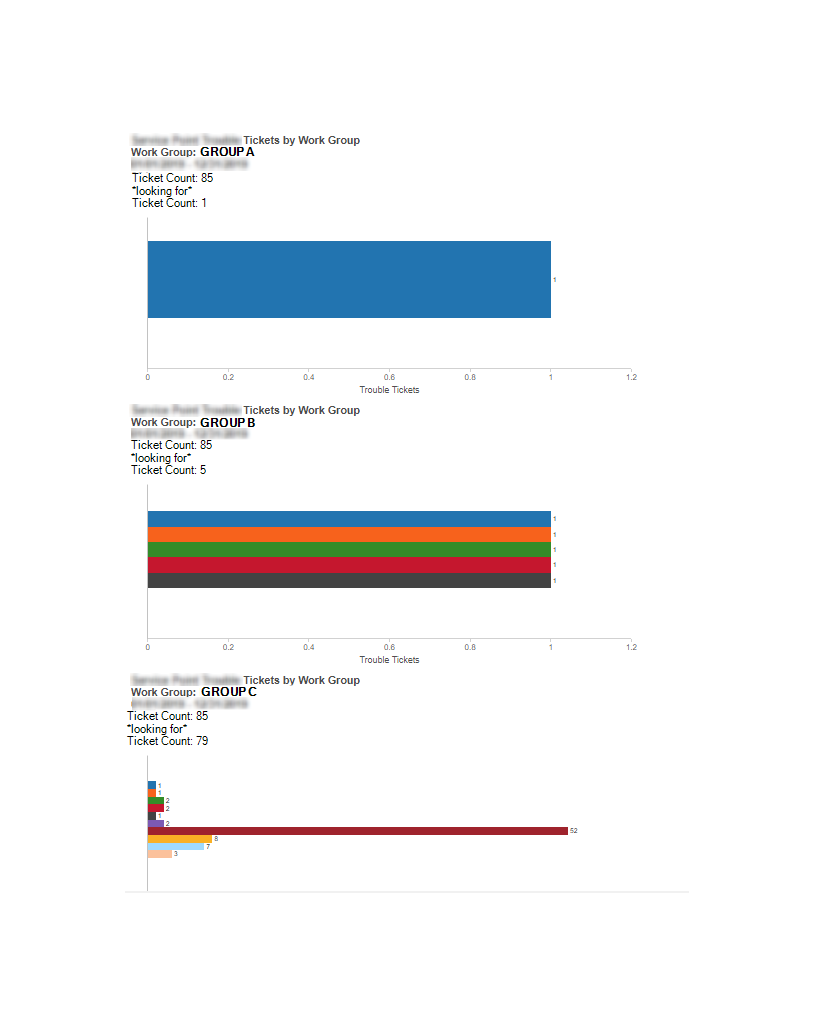 Tickets by Work Group
Work Group: GROUP A
Ticket Count: 85
*looking for*
Ticket Count: 1
1
0 0.2 0.4 0.6 0.8 1 1.2
Trouble Tickets
Tickets by Work Group
Work Group: GROUP B
Ticket Count: 85
*looking for*
Ticket Count: 5
1
1
1
1
1
0 0.2 0.4 0.6 0.8 1 1.2
Trouble Tickets
Tickets by Work Group
Work Group: GROUP C
Ticket Count: 85
*looking for*
Ticket Count: 79
1
1
2
2
1
2
52
8
7
3